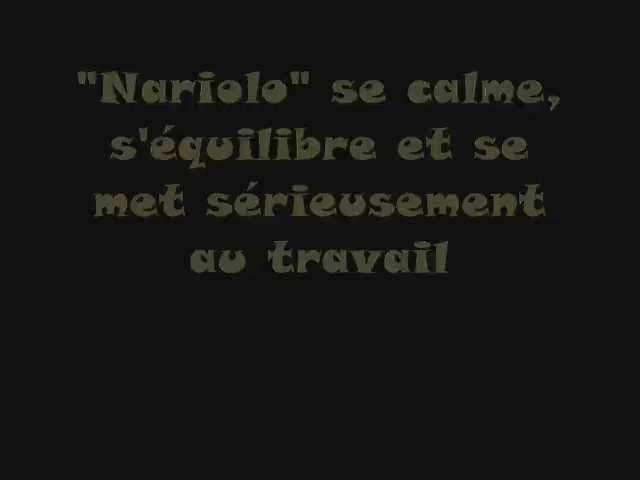 "Nariolo" se calme,
s'équilibre et se
met sérieusement
au travail